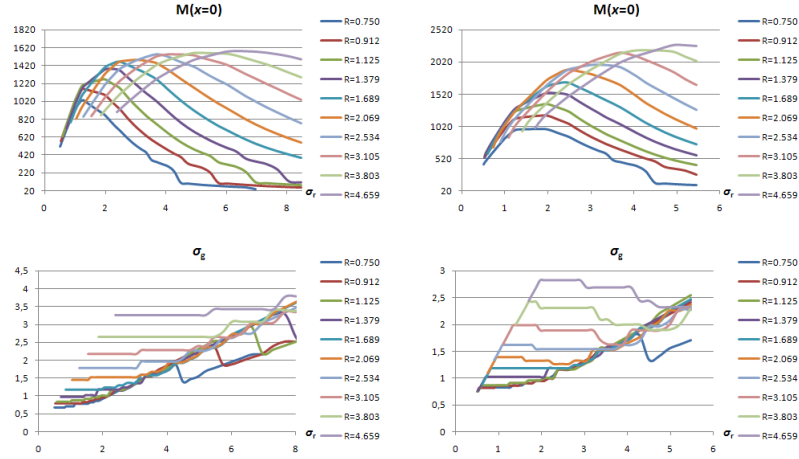 M(x=0)
1820
1620
1420
1220
1020
820
620
420
220
20
0
2
4
6
8
σr
R=0.750
R=0.912
R=1.125
R=1.379
R=1.689
R=2.069
R=2.534
R=3.105
R=3.803
R=4.659
M(x=0)
2520
2020
1520
1020
520
20
0
1
2
3
4
5
6
σr
R=0.750
R=0.912
R=1.125
R=1.379
R=1.689
R=2.069
R=2.534
R=3.105
R=3.803
R=4.659
σg
4,5
4
3,5
3
2,5
2
1,5
1
0,5
0
0
2
4
6
8
σr
R=0.750
R=0.912
R=1.125
R=1.379
R=1.689
R=2.069
R=2.534
R=3.105
R=3.803
R=4.659
σg
3
2,5
2
1,5
1
0,5
0
0
1
2
3
4
5
6
σr
R=0.750
R=0.912
R=1.125
R=1.379
R=1.689
R=2.069
R=2.534
R=3.105
R=3.803
R=4.659